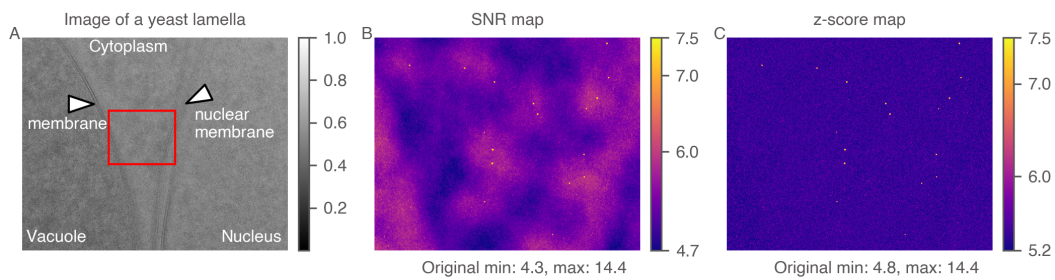 Image of a yeast lamella
A
Cytoplasm
membrane
nuclear
membrane
Vacuole
Nucleus
1.0
0.8
0.6
0.4
0.2
SNR map
B
7.5
7.0
6.0
4.7
Original min: 4.3, max: 14.4
z-score map
C
7.5
7.0
6.0
5.2
Original min: 4.8, max: 14.4